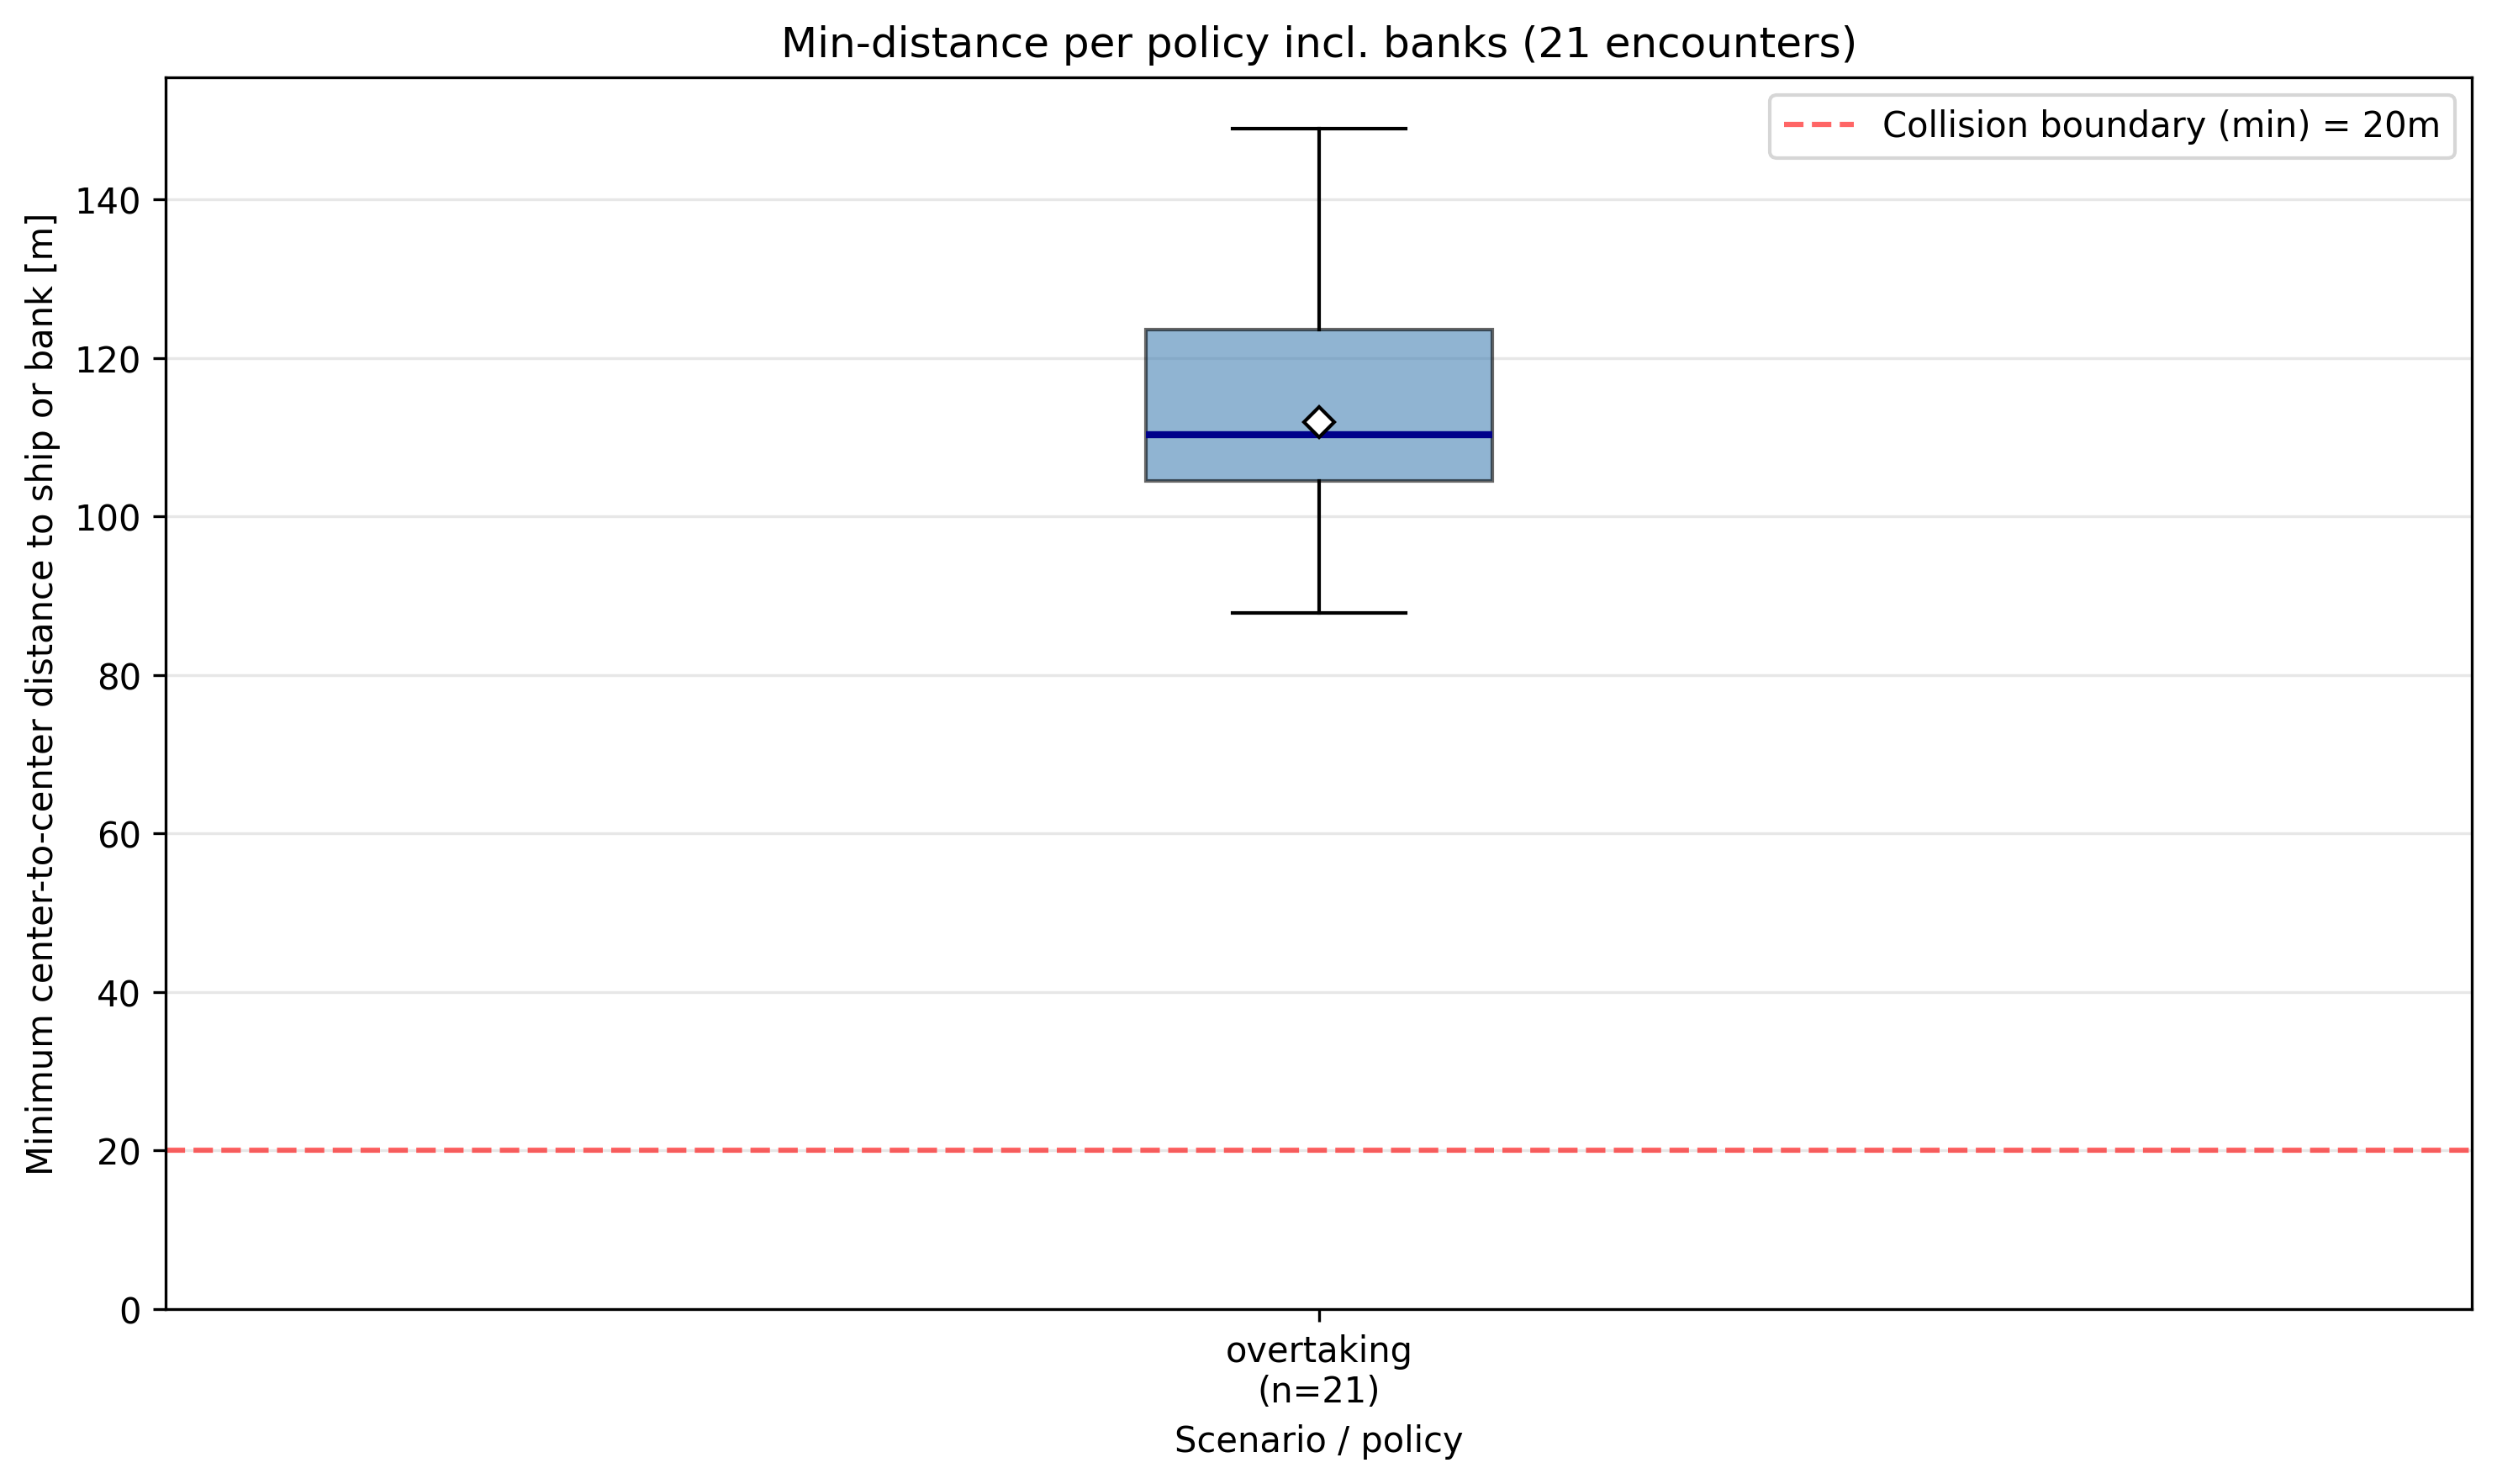 Min-distance per policy incl. banks (21 encounters)
Collision boundary (min) = 20m
Minimum center-to-center distance to ship or bank [m]
140
120
100
80
60
40
20
0
overtaking
(n=21)
Scenario / policy